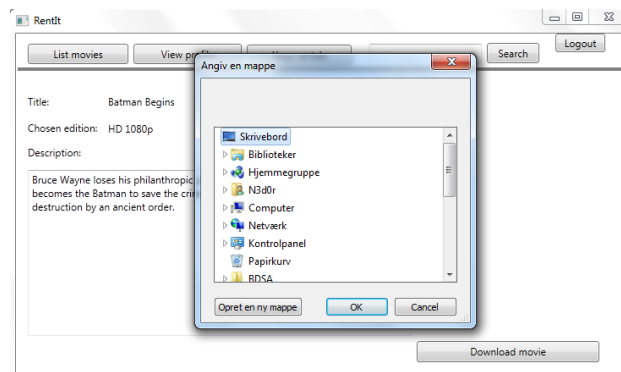 RentIt
Logout
List movies
View pr
Search
Angiv en mappe
Title: Batman Begins
Chosen edition: HD 1080p
Description:
Bruce Wayne loses his philanthropic
becomes the Batman to save the
destruction by an ancient order.
Skrivebord
Biblioteker
Hjemmegruppe
N3d0r
Computer
Netværk
Kontrolpanel
Papirkurv
BDSA
Opret en ny mappe
OK
Cancel
Download movie